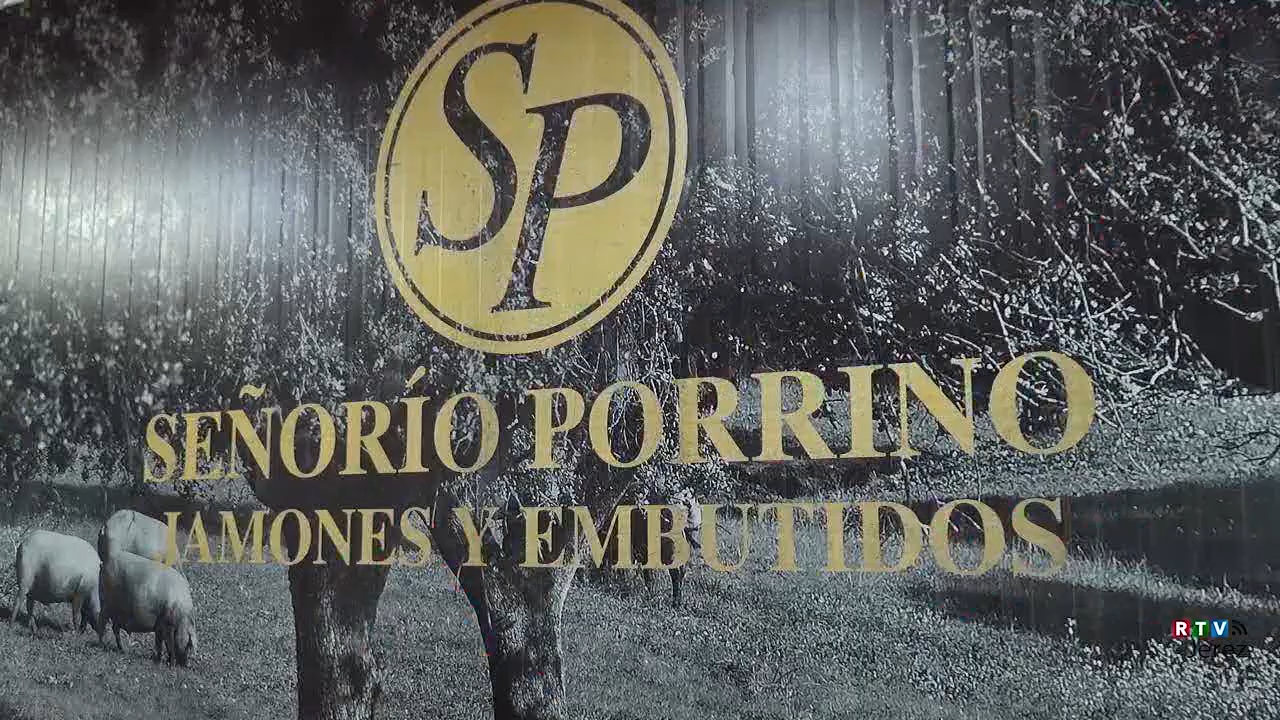 SP
SEÑORÍO PORRINO
JAMONES Y EMBUTIDOS
RTV
Jerez